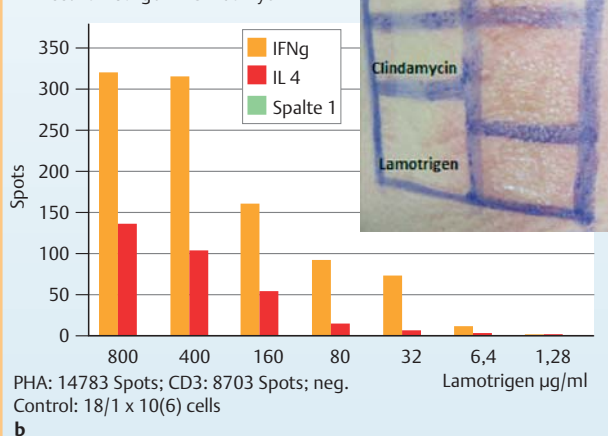 350
300
250
200
150
100
50
0
Spots
IFNg
IL 4
Spalte 1
Clindamycin
Lamotrigen
800 400 160 80 32 6,4 1,28
PHA: 14783 Spots; CD3: 8703 Spots; neg.
Lamotrigen µg/ml
Control: 18/1 x 10(6) cells
b